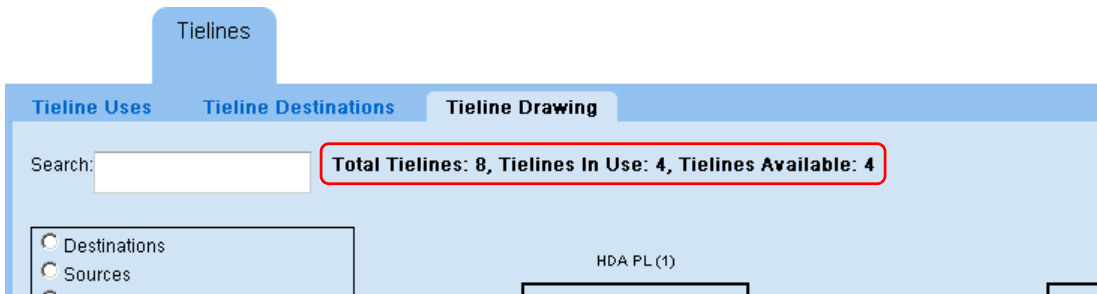 Tielines
Tieline Uses Tieline Destinations Tieline Drawing
Search: Total Tielines: 8, Tielines In Use: 4, Tielines Available: 4
Destinations
HDA PL (1)
Sources